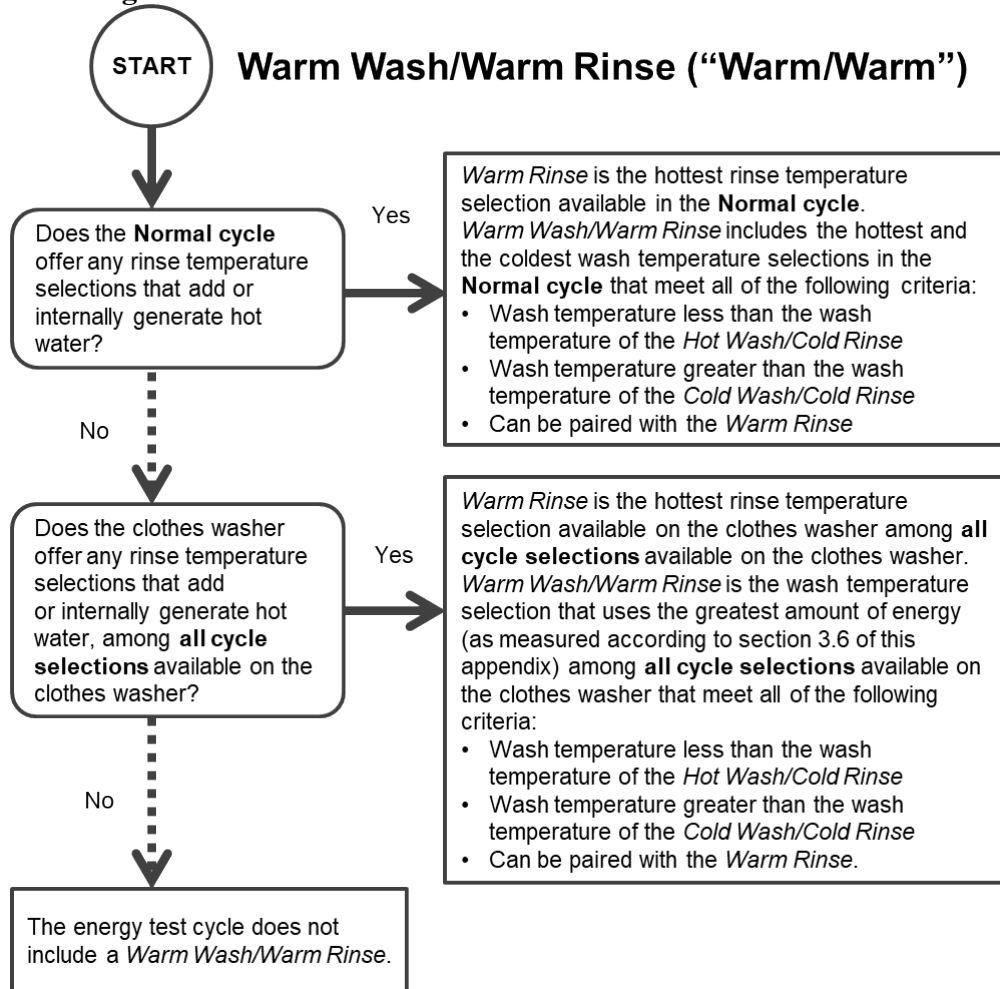 START
Warm Wash/Warm Rinse (“Warm/Warm”)
Does the Normal cycle
offer any rinse temperature
selections that add or
internally generate hot
water?
Yes
Warm Rinse is the hottest rinse temperature
selection available in the Normal cycle.
Warm Wash/Warm Rinse includes the hottest and
the coldest wash temperature selections in the
Normal cycle that meet all of the following criteria:
• Wash temperature less than the wash
temperature of the Hot Wash/Cold Rinse
• Wash temperature greater than the wash
temperature of the Cold Wash/Cold Rinse
• Can be paired with the Warm Rinse
No
Does the clothes washer
offer any rinse temperature
selections that add
or internally generate hot
water, among all cycle
selections available on the
clothes washer?
Yes
Warm Rinse is the hottest rinse temperature
selection available on the clothes washer among all
cycle selections available on the clothes washer.
Warm Wash/Warm Rinse is the wash temperature
selection that uses the greatest amount of energy
(as measured according to section 3.6 of this
appendix) among all cycle selections available on
the clothes washer that meet all of the following
criteria:
• Wash temperature less than the wash
temperature of the Hot Wash/Cold Rinse
• Wash temperature greater than the wash
temperature of the Cold Wash/Cold Rinse
• Can be paired with the Warm Rinse.
No
The energy test cycle does not
include a Warm Wash/Warm Rinse.